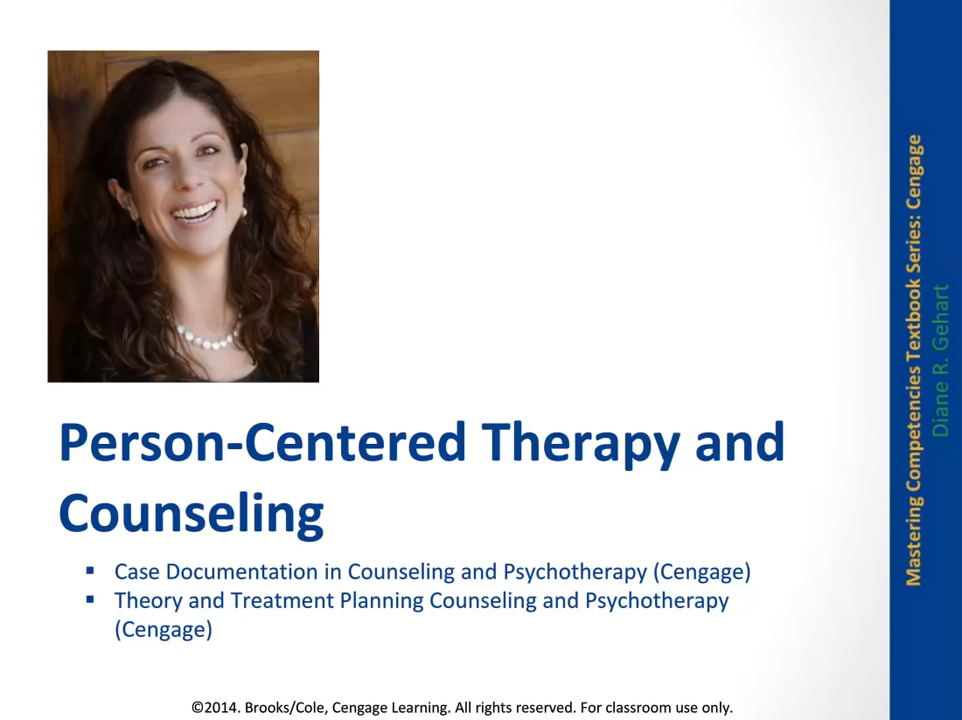 Person-Centered Therapy and
Counseling
▪ Case Documentation in Counseling and Psychotherapy (Cengage)
▪ Theory and Treatment Planning Counseling and Psychotherapy
(Cengage)
©2014. Brooks/Cole, Cengage Learning. All rights reserved. For classroom use only.
Mastering Competencies Textbook Series: Cengage
Diane R. Gehart